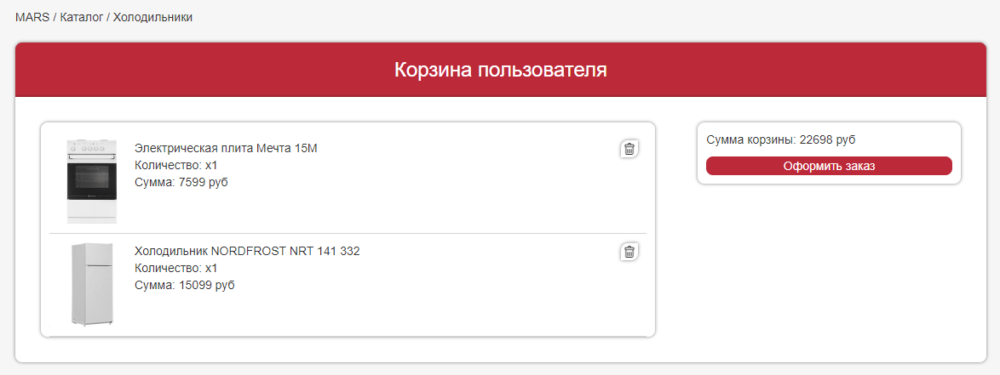 MARS / Каталог / Холодильники
Корзина пользователя
Электрическая плита Мечта 15М
Количество: x1
Сумма: 7599 руб
Холодильник NORDFROST NRT 141 332
Количество: x1
Сумма: 15099 руб
Сумма корзины: 22698 руб
Оформить заказ